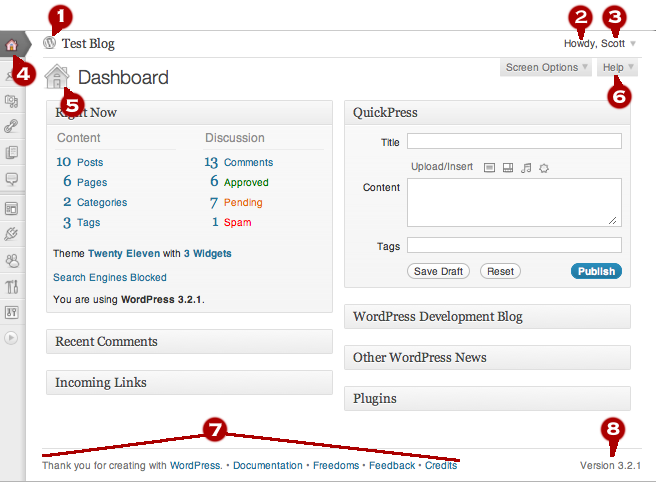 1
2
3
Test Blog
Howdy, Scott
4
Dashboard
Screen Options
Help
5
6
Right Now
Content
Discussion
10 Posts
13 Comments
6 Pages
6 Approved
2 Categories
7 Pending
3 Tags
1 Spam
Theme Twenty Eleven with 3 Widgets
Search Engines Blocked
You are using WordPress 3.2.1.
Recent Comments
Incoming Links
QuickPress
Title
Upload/Insert
Content
Tags
Save Draft
Reset
Publish
WordPress Development Blog
Other WordPress News
Plugins
7
8
Thank you for creating with WordPress. • Documentation • Freedoms • Feedback • Credits
Version 3.2.1